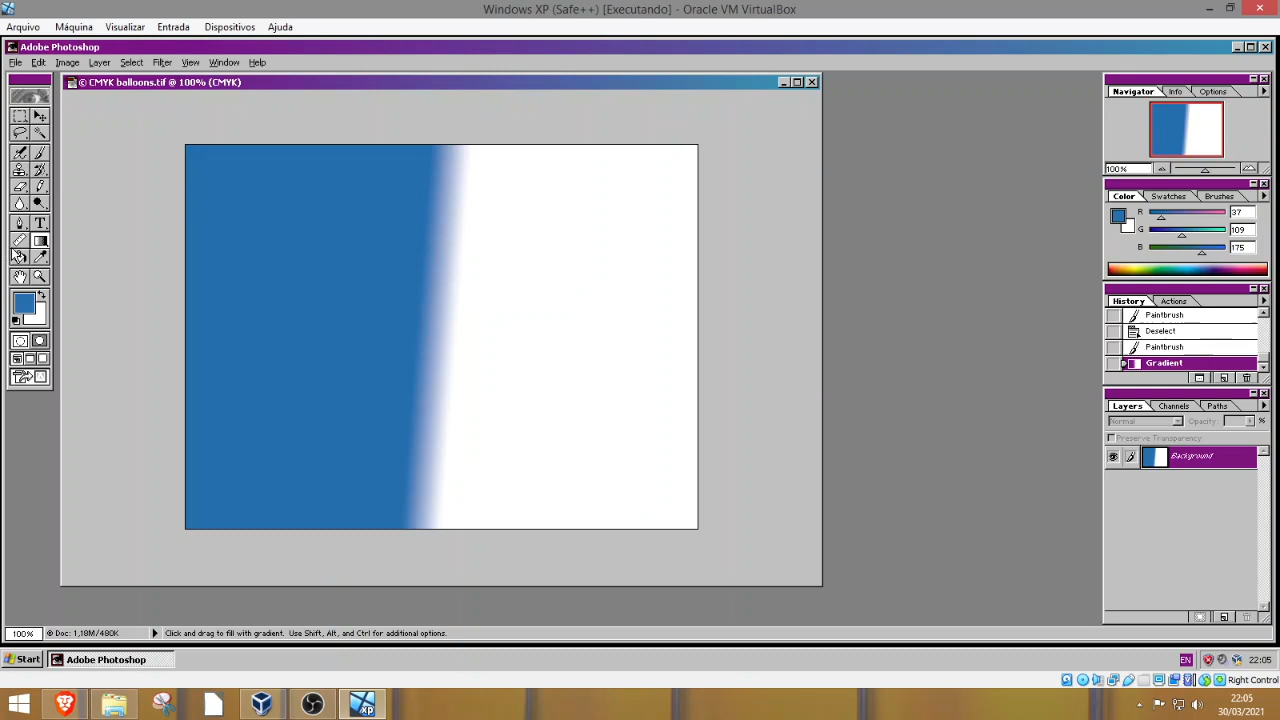 Windows XP (Safe++) [Executando] - Oracle VM VirtualBox
Arquivo Máquina Visualizar Entrada Dispositivos Ajuda
Adobe Photoshop
File Edit Image Layer Select Filter View Window Help
© CMYK balloons.tif @ 100% (CMYK)
Navigator Info Options
100%
Color Swatches Brushes
R 37
G 109
B 175
History Actions
Paintbrush
Deselect
Paintbrush
Gradient
Layers Channels Paths
Normal Opacity %
Preserve Transparency
Background
T
100% Doc: 1,18M/480K Click and drag to fill with gradient. Use Shift, Alt, and Ctrl for additional options.
Start Adobe Photoshop EN 22:05
Right Control
xp
22:05
30/03/2021